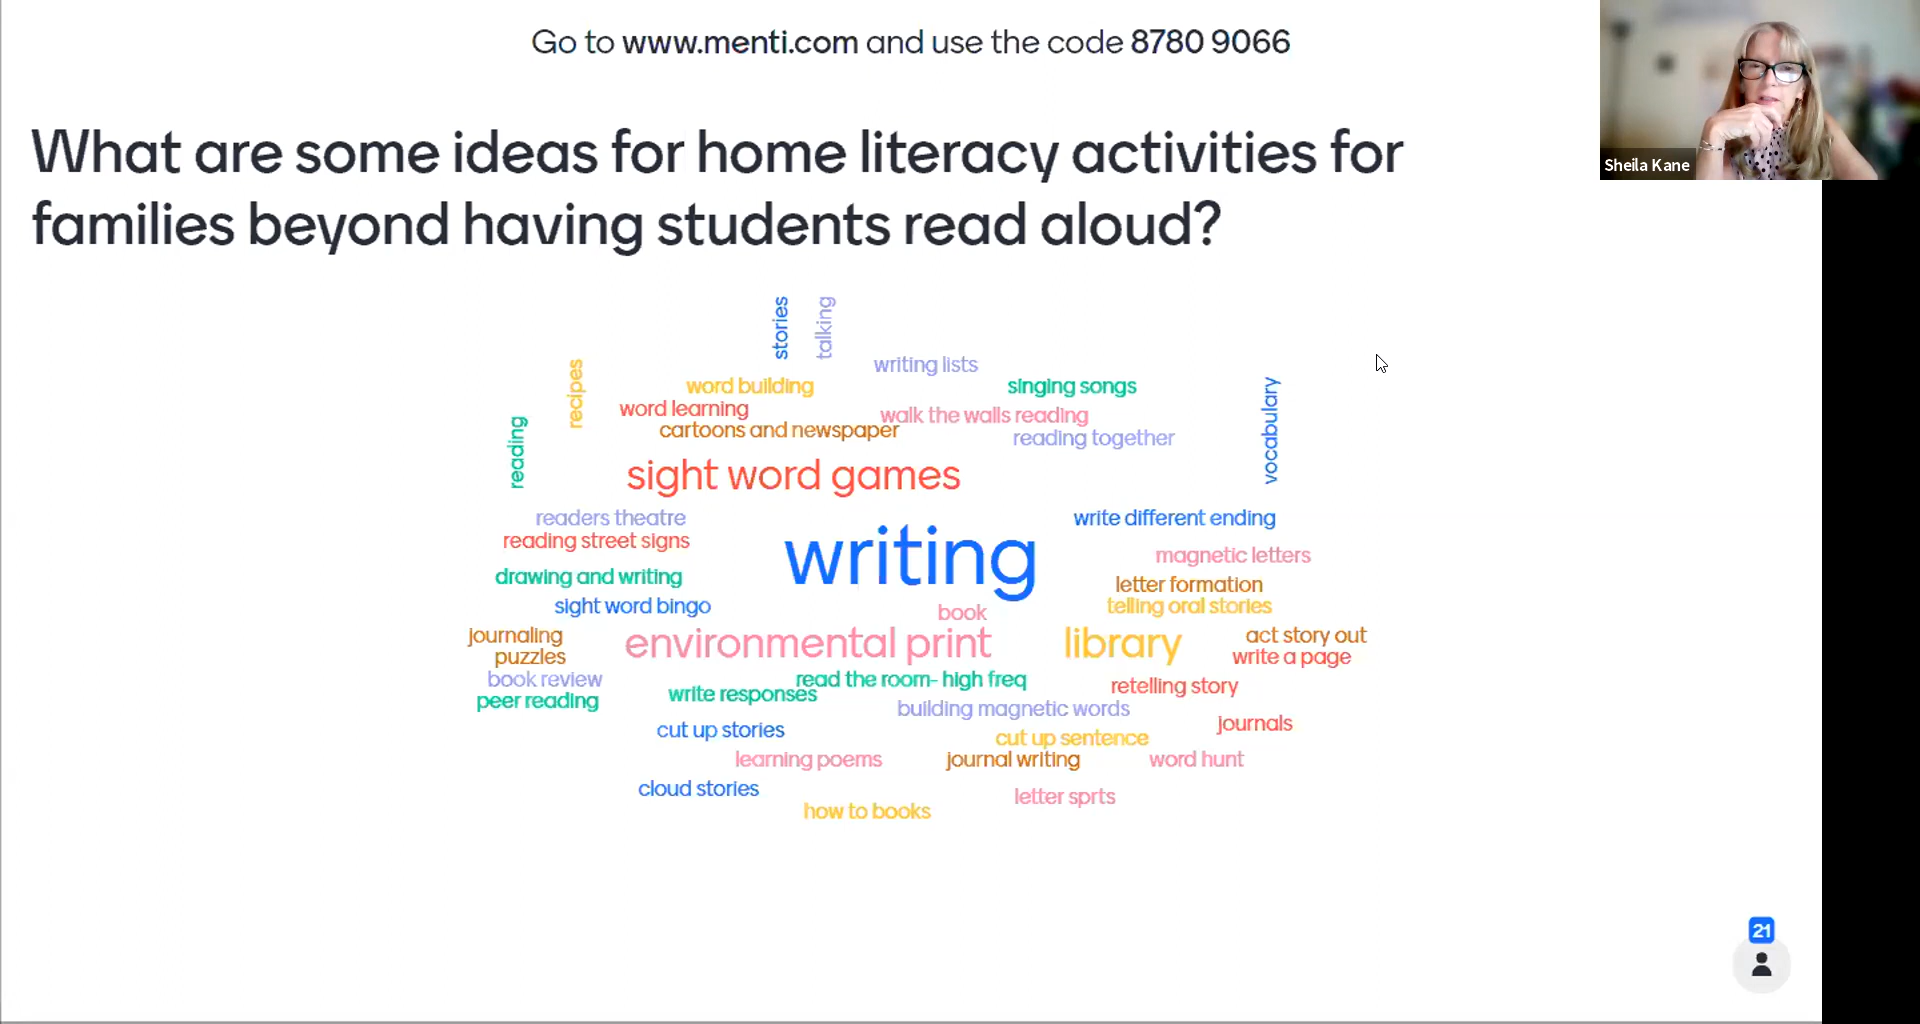 Go to www.menti.com and use the code 8780 9066
Sheila Kane
What are some ideas for home literacy activities for
families beyond having students read aloud?
stories
talking
writing lists
recipes
word building
singing songs
vocabulary
word learning
walk the walls reading
reading
cartoons and newspaper
reading together
sight word games
readers theatre
write different ending
reading street signs
writing
magnetic letters
drawing and writing
letter formation
sight word bingo
telling oral stories
book
journaling
environmental print
library
act story out
puzzles
write a page
book review
read the room- high freq
retelling story
peer reading
write responses
building magnetic words
journals
cut up stories
cut up sentence
learning poems
journal writing
word hunt
cloud stories
letter sprts
how to books
21